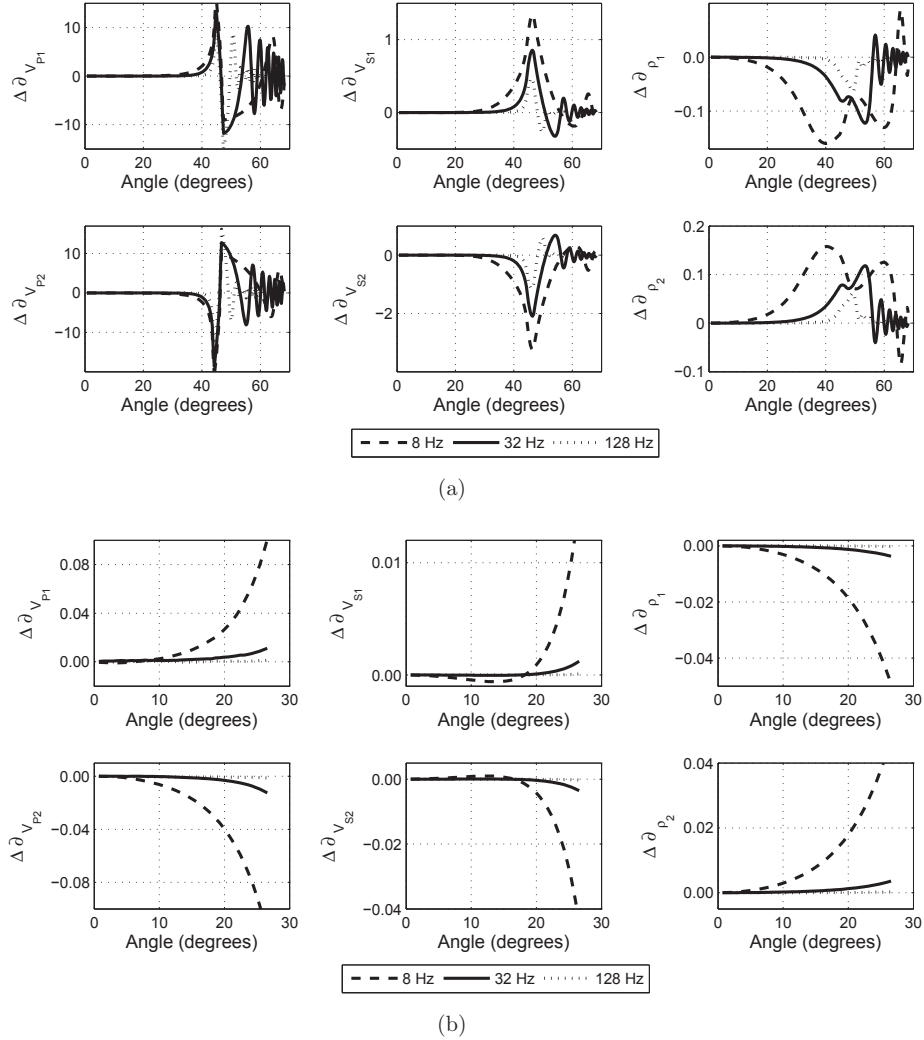 10
0
−10
Δ ∂ V_P1
0 20 40 60
Angle (degrees)
1
0
Δ ∂ V_S1
0 20 40 60
Angle (degrees)
0.0
−0.1
Δ ∂ ρ_1
0 20 40 60 80
Angle (degrees)
10
0
−10
Δ ∂ V_P2
0 20 40 60
Angle (degrees)
0
−2
Δ ∂ V_S2
0 20 40 60
Angle (degrees)
0.2
0.1
0.0
−0.1
Δ ∂ ρ_2
0 20 40 60 80
Angle (degrees)
8 Hz 32 Hz 128 Hz
(a)
0.08
0.04
0.00
Δ ∂ V_P1
0 10 20 30
Angle (degrees)
0.01
0.00
Δ ∂ V_S1
0 10 20 30
Angle (degrees)
0.00
−0.02
−0.04
Δ ∂ ρ_1
0 10 20 30
Angle (degrees)
0.00
−0.04
−0.08
Δ ∂ V_P2
0 10 20 30
Angle (degrees)
0.00
−0.02
−0.04
Δ ∂ V_S2
0 10 20 30
Angle (degrees)
0.04
0.02
0.00
Δ ∂ ρ_2
0 10 20 30
Angle (degrees)
8 Hz 32 Hz 128 Hz
(b)